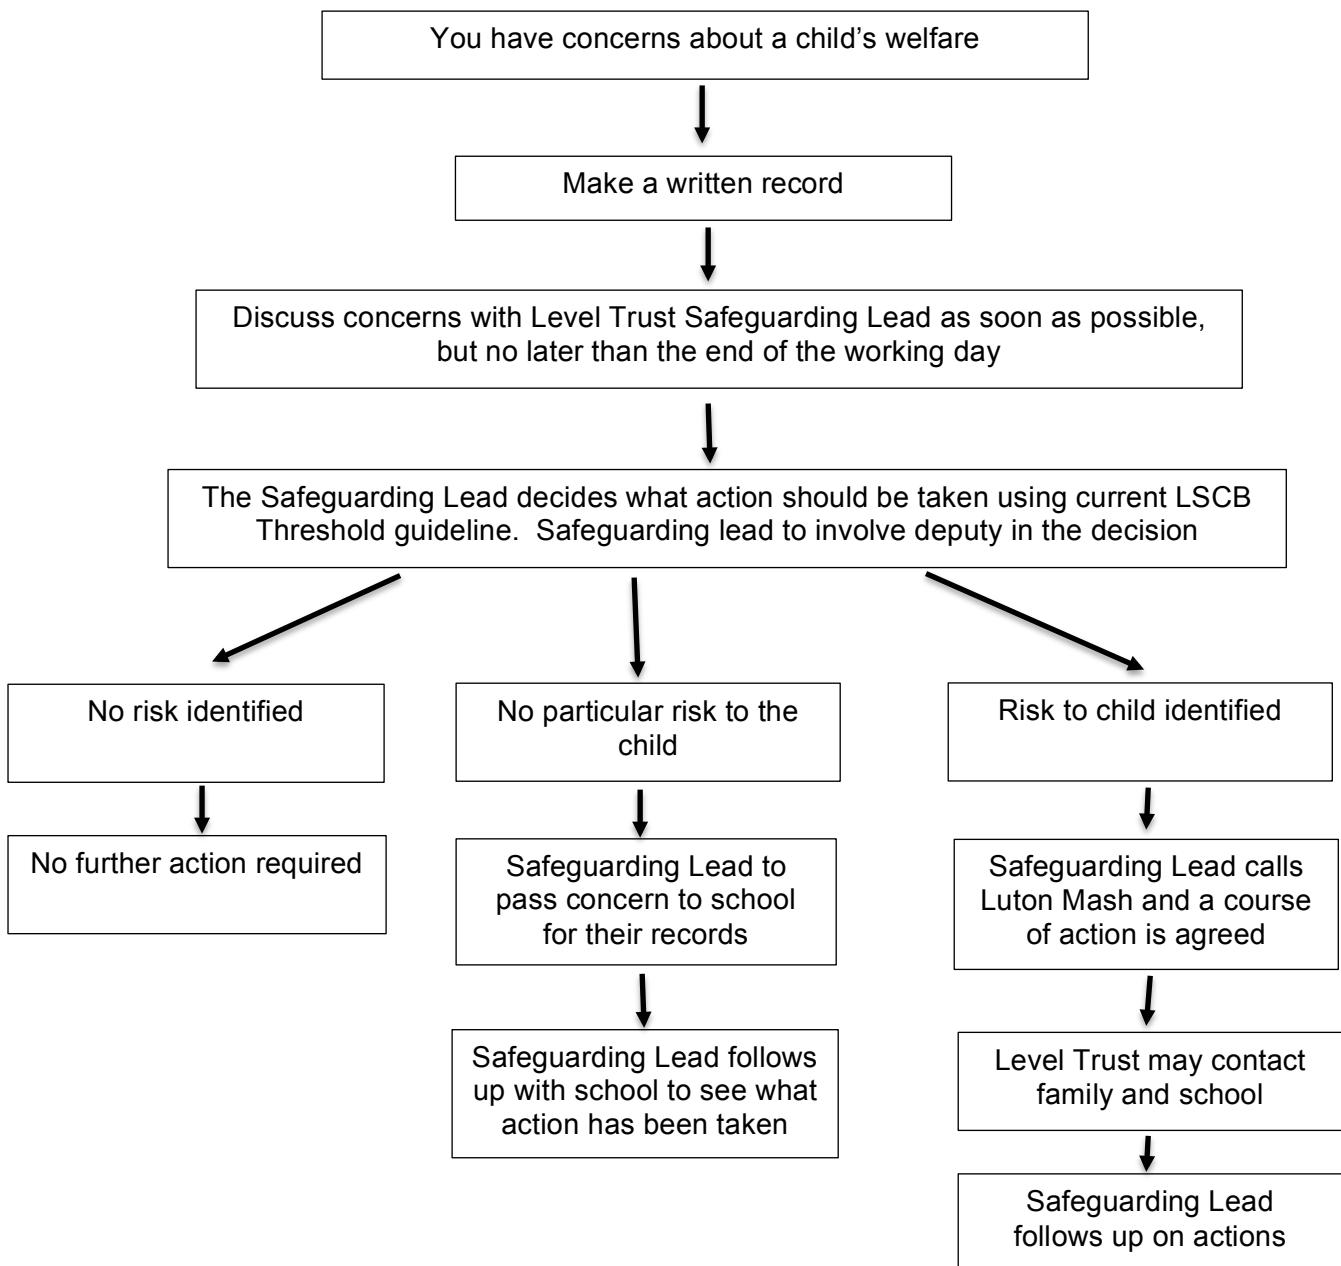 You have concerns about a child’s welfare
Make a written record
Discuss concerns with Level Trust Safeguarding Lead as soon as possible,
but no later than the end of the working day
The Safeguarding Lead decides what action should be taken using current LSCB
Threshold guideline.  Safeguarding lead to involve deputy in the decision
No risk identified
No further action required
No particular risk to the
child
Safeguarding Lead to
pass concern to school
for their records
Safeguarding Lead follows
up with school to see what
action has been taken
Risk to child identified
Safeguarding Lead calls
Luton Mash and a course
of action is agreed
Level Trust may contact
family and school
Safeguarding Lead
follows up on actions